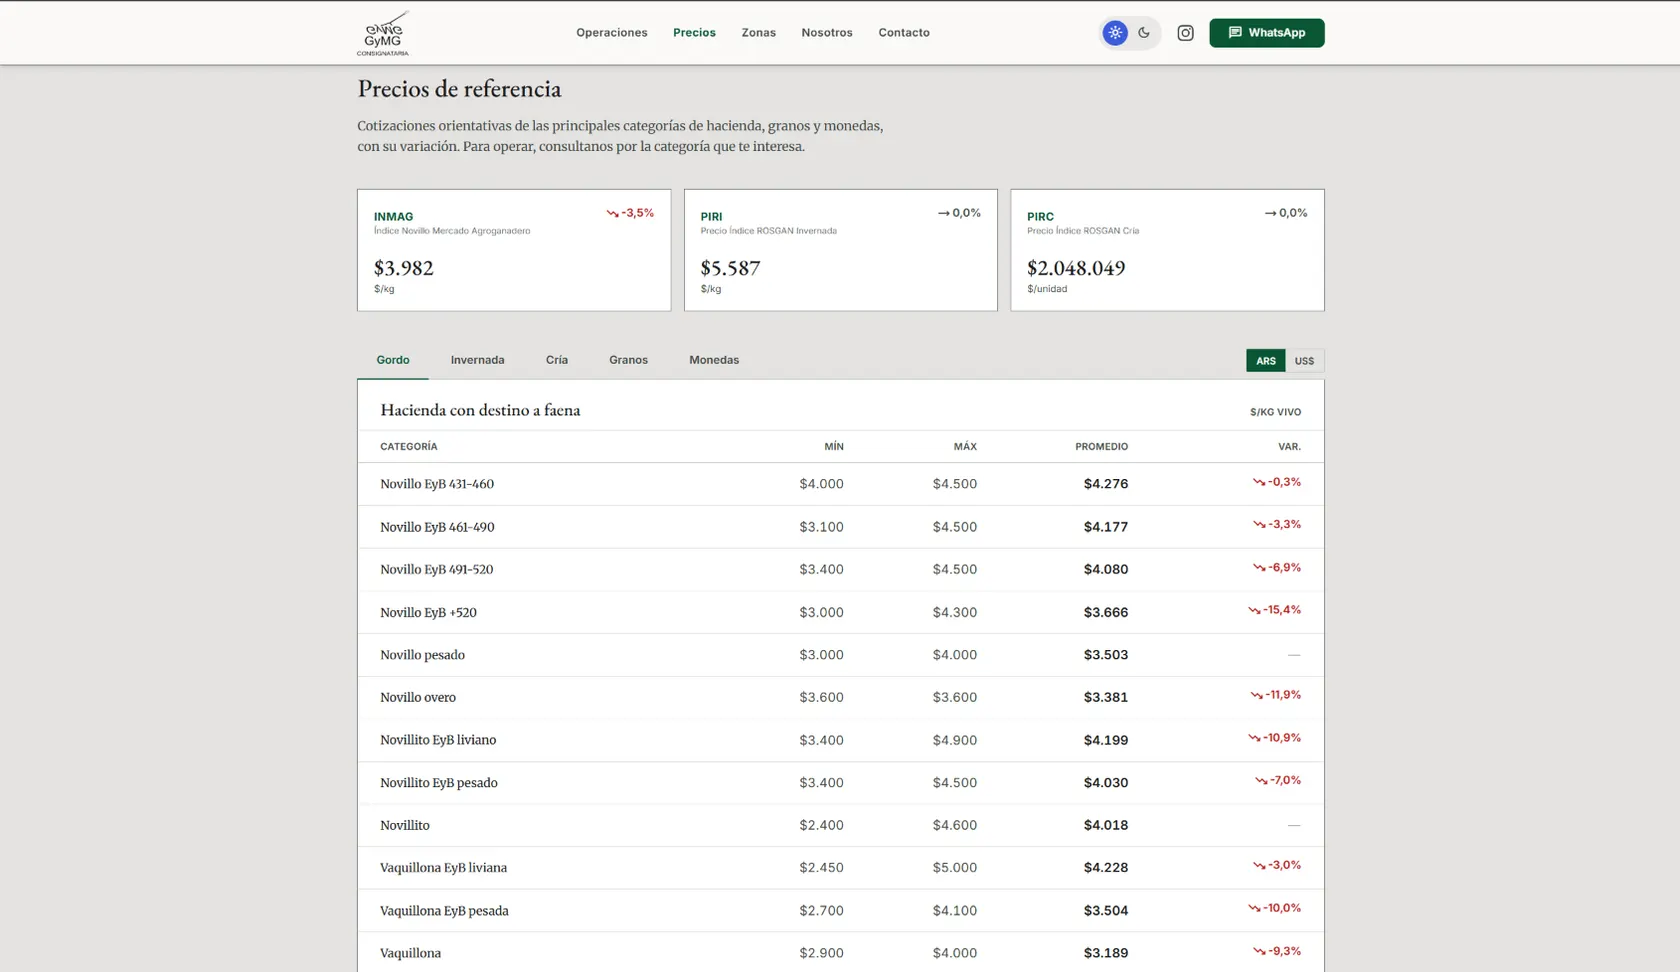 GyMG
CONSIGNATARIA
Operaciones
Precios
Zonas
Nosotros
Contacto
WhatsApp
Precios de referencia
Cotizaciones orientativas de las principales categorías de hacienda, granos y monedas,
con su variación. Para operar, consultanos por la categoría que te interesa.
INMAG
-3,5%
Índice Novillo Mercado Agroganadero
$3.982
$/kg
PIRI
→ 0,0%
Precio Índice ROSGAN Invernada
$5.587
$/kg
PIRC
→ 0,0%
Precio Índice ROSGAN Cría
$2.048.049
$/unidad
Gordo
Invernada
Cría
Granos
Monedas
ARS
US$
Hacienda con destino a faena
$/KG VIVO
CATEGORÍA MÍN MÁX PROMEDIO VAR.
Novillo EyB 431-460 $4.000 $4.500 $4.276 -0,3%
Novillo EyB 461-490 $3.100 $4.500 $4.177 -3,3%
Novillo EyB 491-520 $3.400 $4.500 $4.080 -6,9%
Novillo EyB +520 $3.000 $4.300 $3.666 -15,4%
Novillo pesado $3.000 $4.000 $3.503 —
Novillo overo $3.600 $3.600 $3.381 -11,9%
Novillito EyB liviano $3.400 $4.900 $4.199 -10,9%
Novillito EyB pesado $3.400 $4.500 $4.030 -7,0%
Novillito $2.400 $4.600 $4.018 —
Vaquillona EyB liviana $2.450 $5.000 $4.228 -3,0%
Vaquillona EyB pesada $2.700 $4.100 $3.504 -10,0%
Vaquillona $2.900 $4.000 $3.189 -9,3%